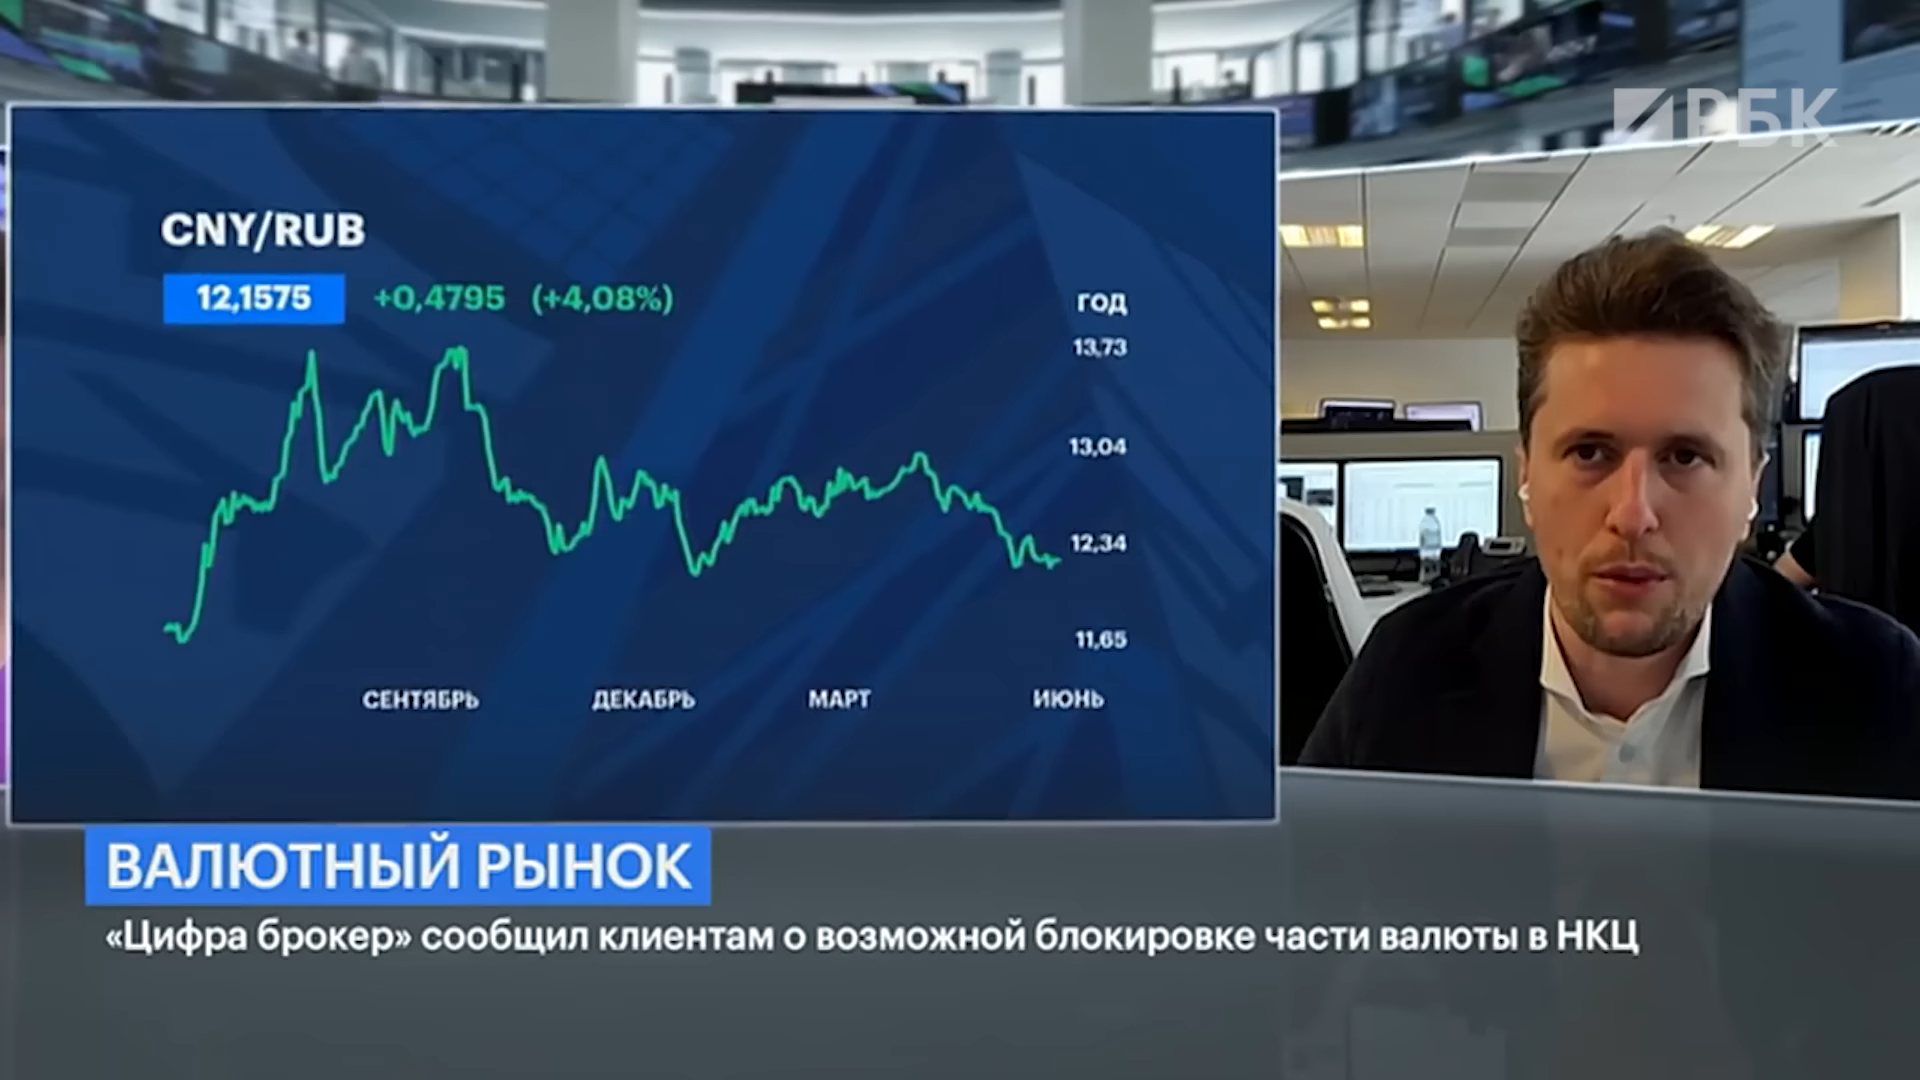 РБК
CNY/RUB
12,1575 +0,4795 (+4,08%)
ГОД
13,73
13,04
12,34
11,65
СЕНТЯБРЬ ДЕКАБРЬ МАРТ ИЮНЬ
ВАЛЮТНЫЙ РЫНОК
«Цифра брокер» сообщил клиентам о возможной блокировке части валюты в НКЦ